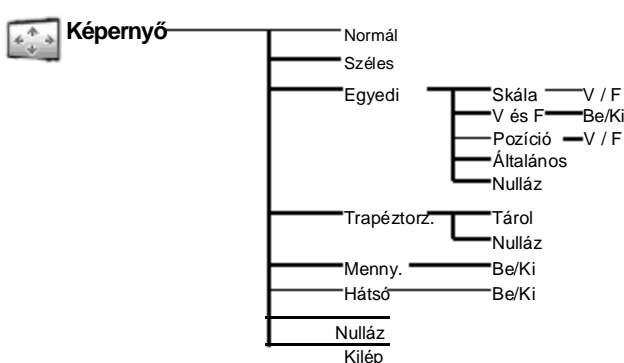 Képernyő
Normál
Széles
Egyedi Skála V / F
V és F Be/Ki
Pozíció V / F
Általános
Nulláz
Trapéztorz. Tárol
Nulláz
Menny. Be/Ki
Hátsó Be/Ki
Nulláz
Kilép